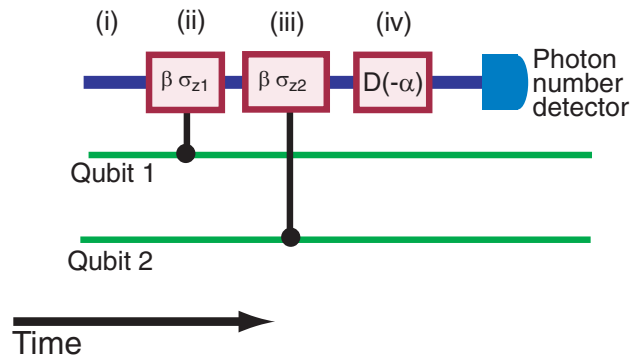 (i) (ii) (iii) (iv)
β σz1 β σz2 D(-α) Photon
number
detector
Qubit 1
Qubit 2
Time